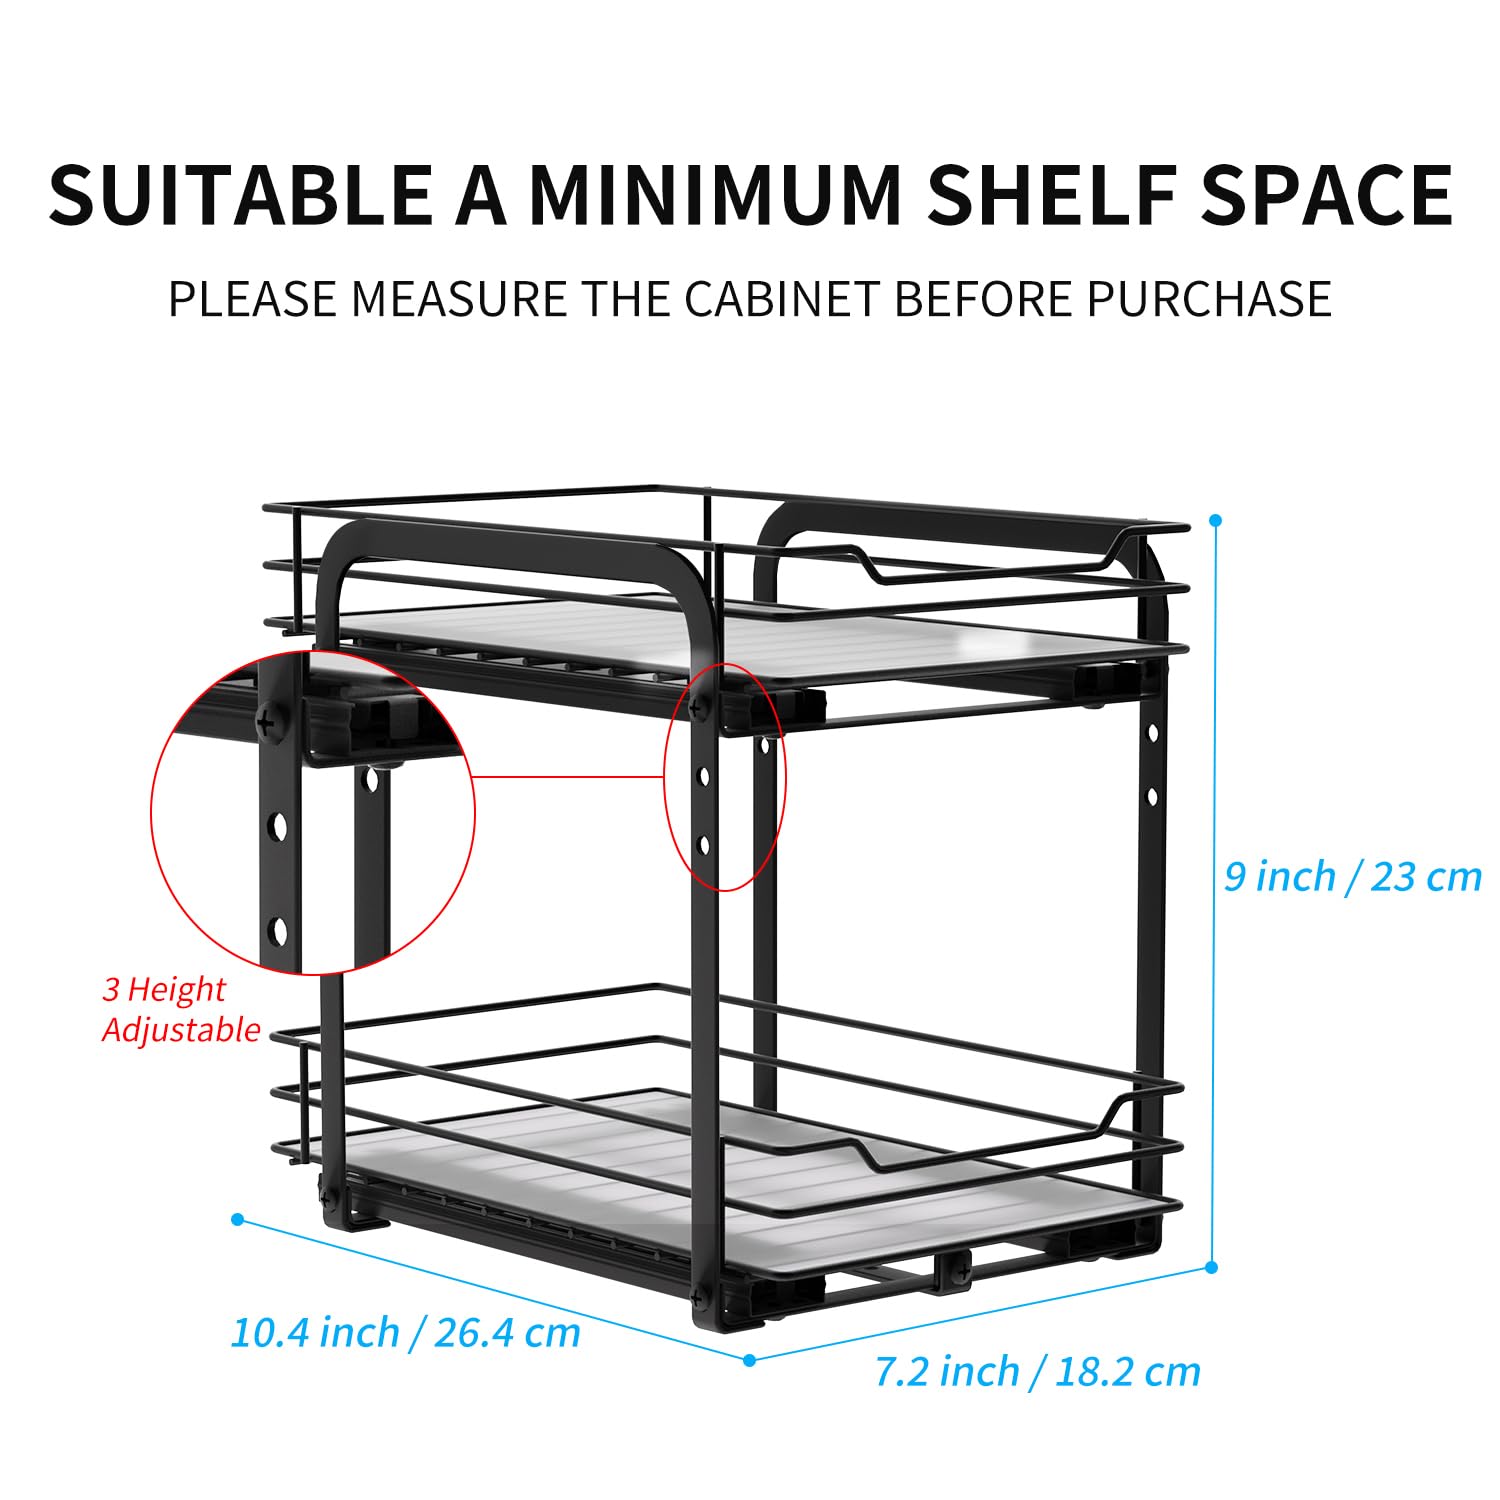 SUITABLE A MINIMUM SHELF SPACE
PLEASE MEASURE THE CABINET BEFORE PURCHASE
9 inch / 23 cm
3 Height
Adjustable
10.4 inch / 26.4 cm
7.2 inch / 18.2 cm